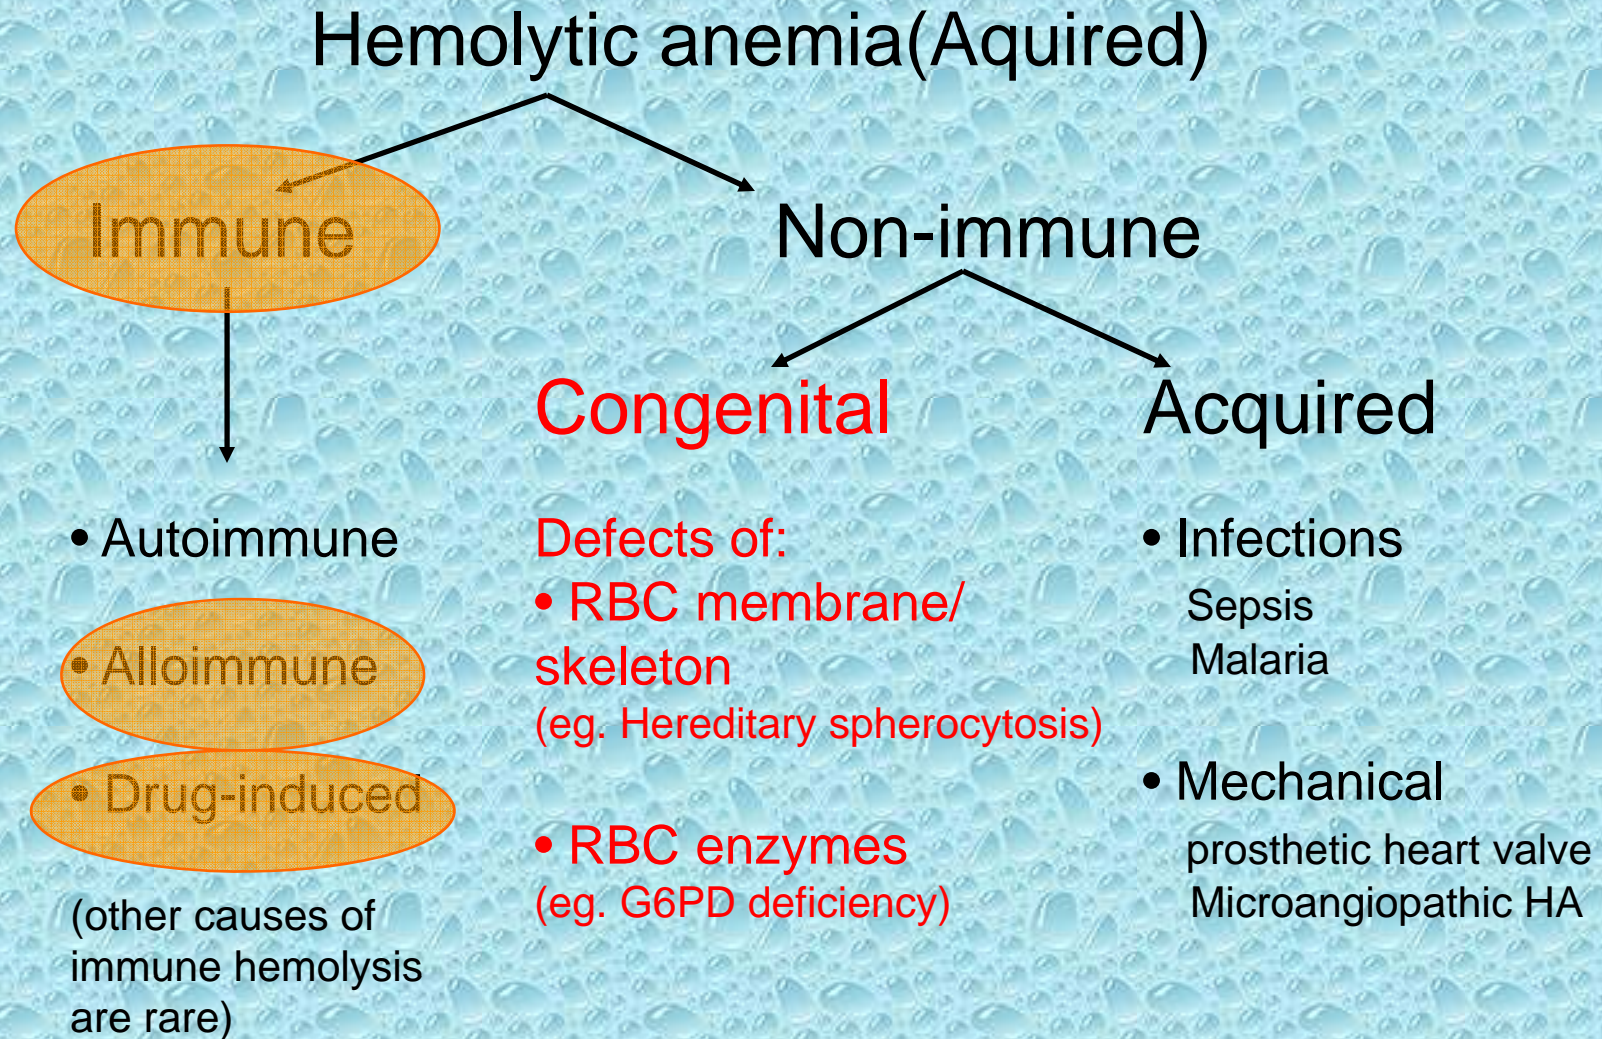 Hemolytic anemia(Aquired)
Immune
Non-immune
Congenital
Acquired
• Autoimmune
• Alloimmune
• Drug-induced
(other causes of
immune hemolysis
are rare)
Defects of:
• RBC membrane/
skeleton
(eg. Hereditary spherocytosis)
• RBC enzymes
(eg. G6PD deficiency)
• Infections
Sepsis
Malaria
• Mechanical
prosthetic heart valve
Microangiopathic HA